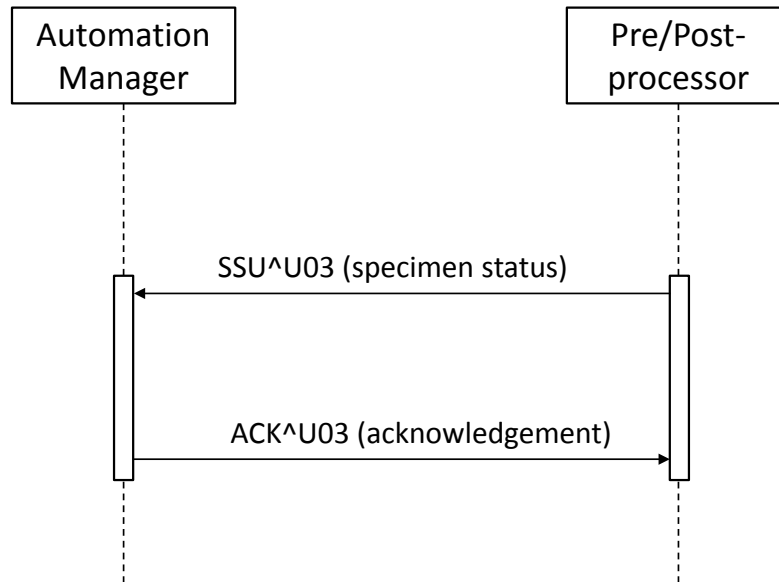 Automation
Manager
Pre/Post-
processor
SSU^U03 (specimen status)
ACK^U03 (acknowledgement)